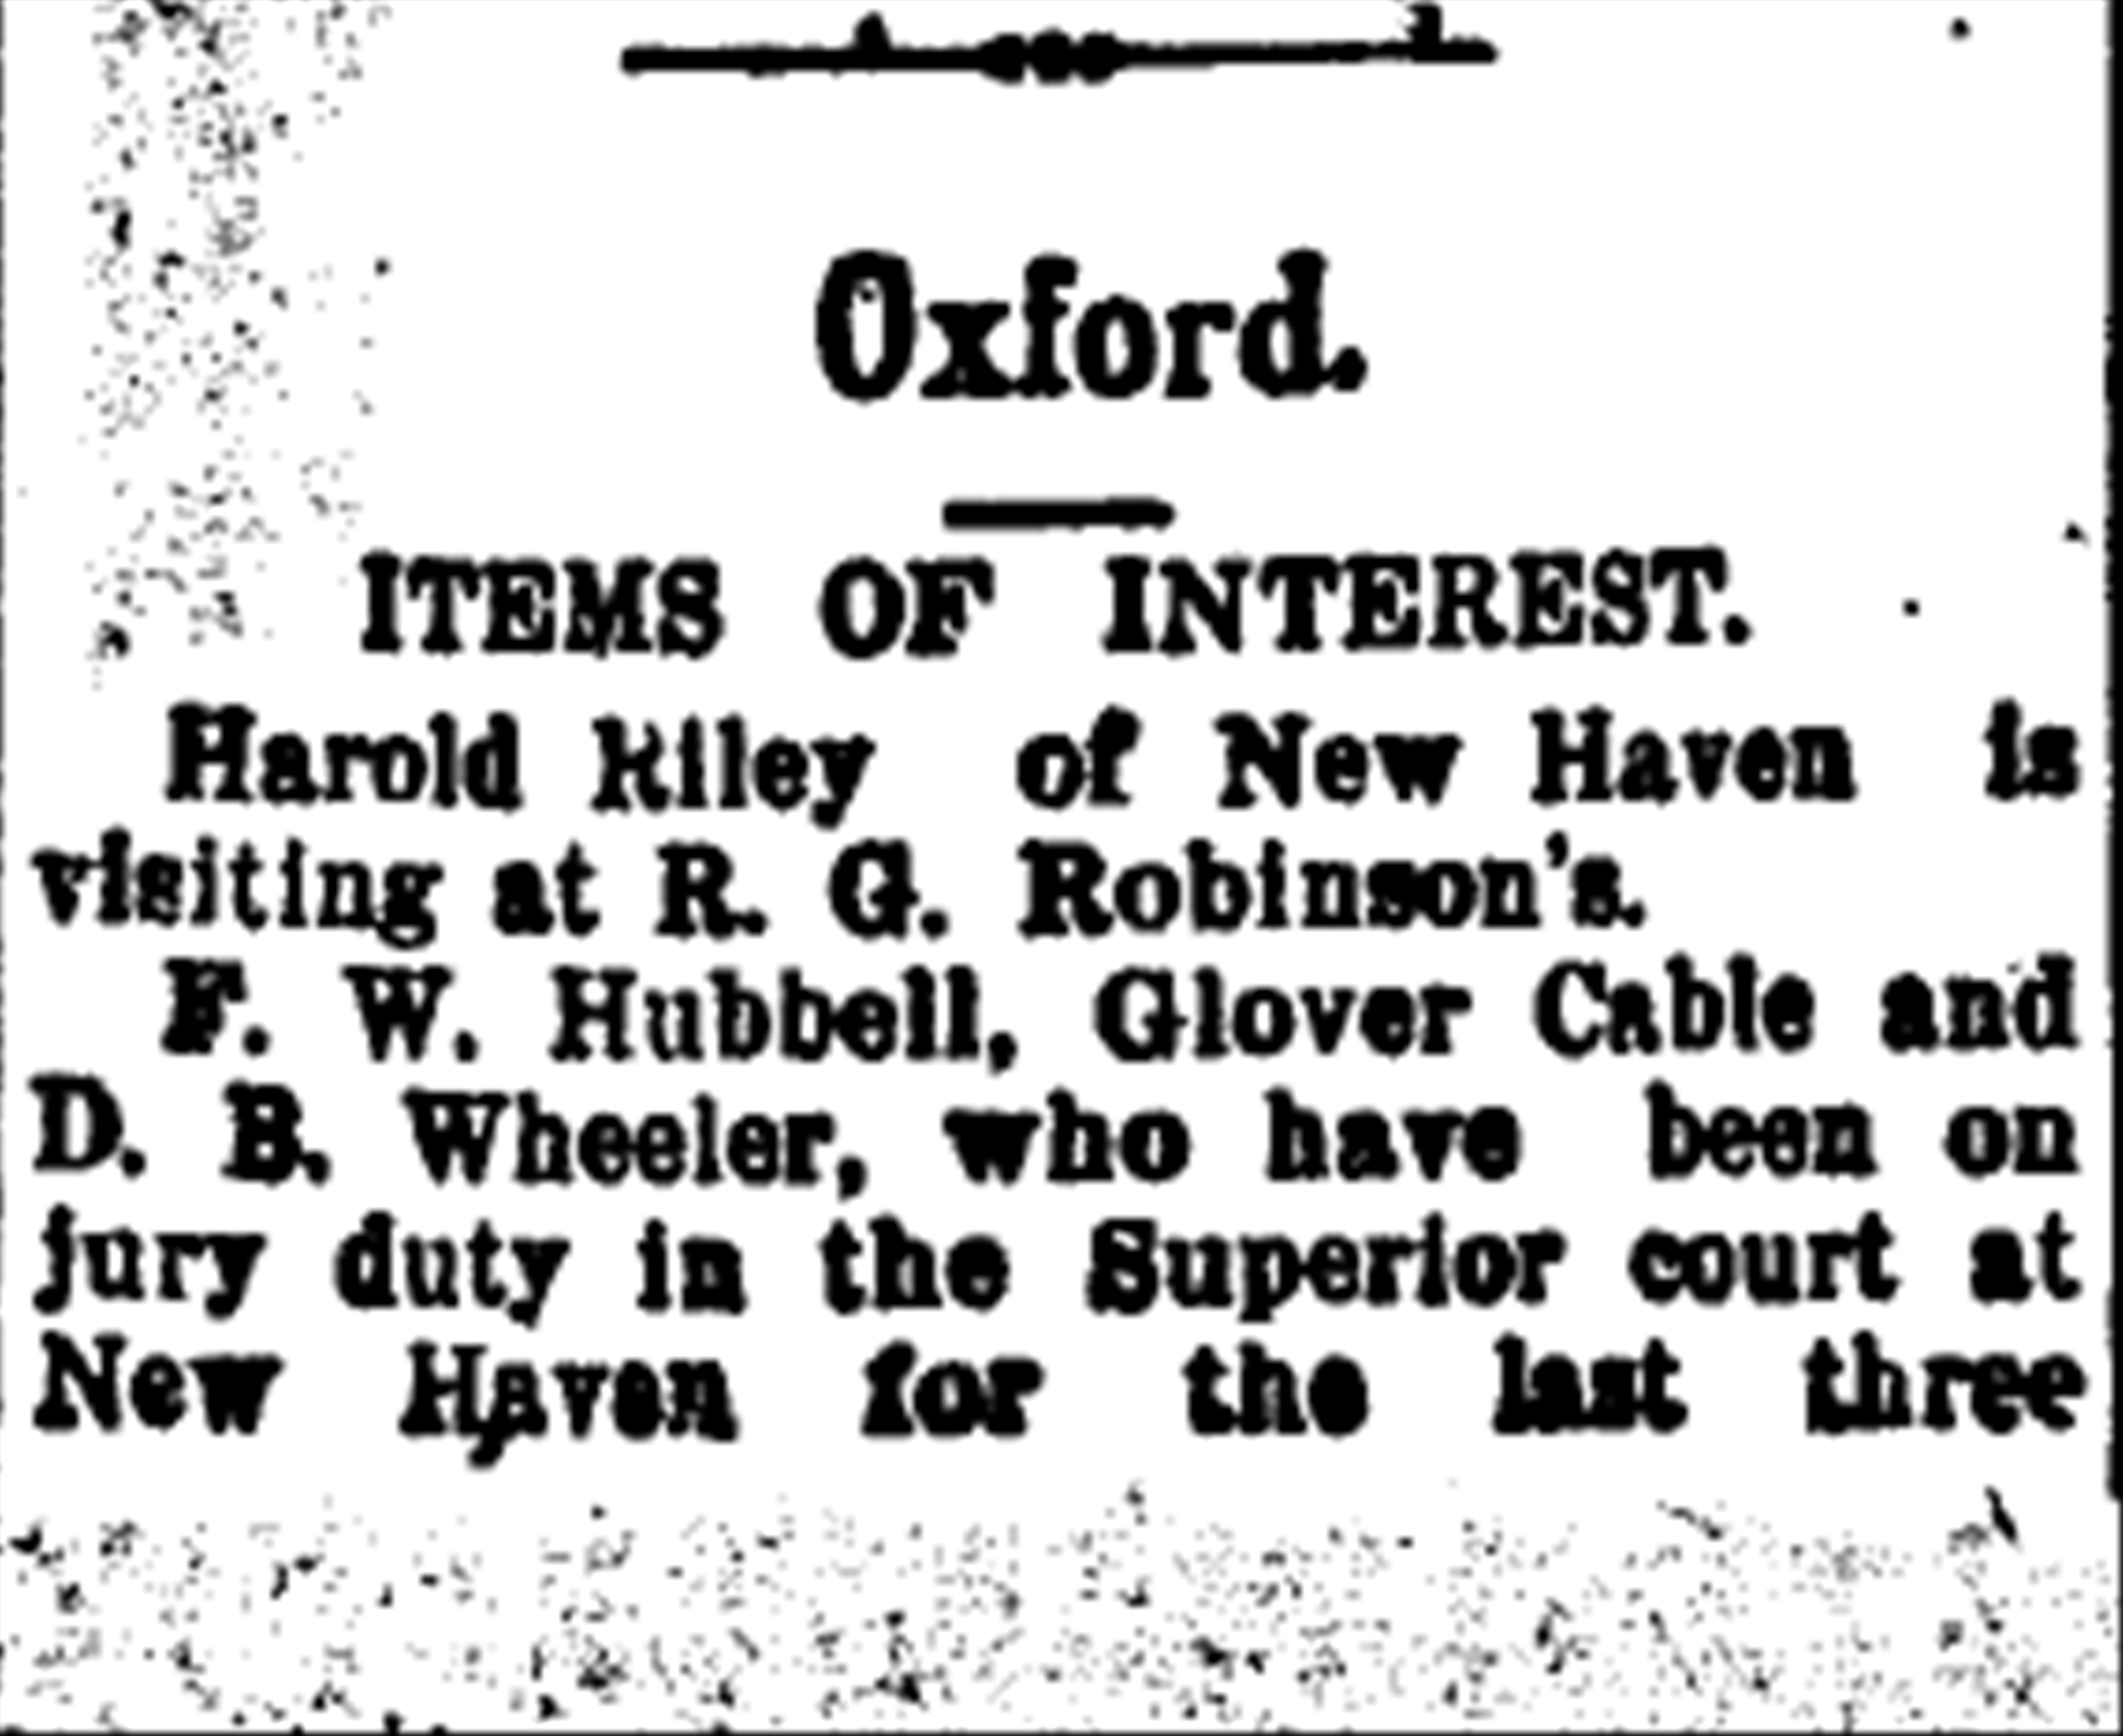 Oxford.
ITEMS OF INTEREST.
Harold Riley of New Haven is
visiting at R. G. Robinson's.
F. W. Hubbell, Glover Cable and
D. B. Wheeler, who have been on
jury duty in the Superior court at
New Haven for the last three